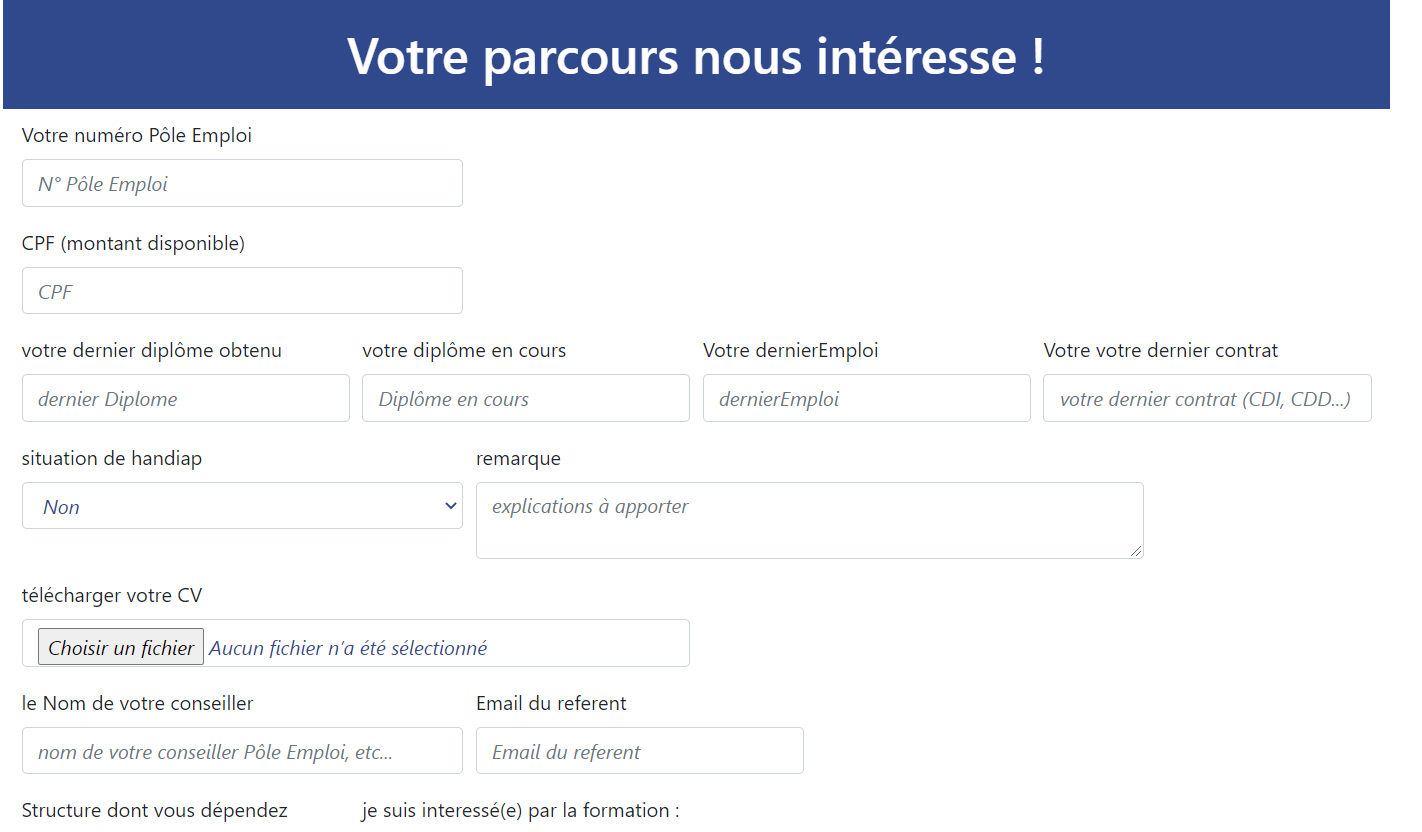 Votre parcours nous intéresse !
Votre numéro Pôle Emploi
N° Pôle Emploi
CPF (montant disponible)
CPF
votre dernier diplôme obtenu votre diplôme en cours Votre dernierEmploi Votre votre dernier contrat
dernier Diplome Diplôme en cours dernierEmploi votre dernier contrat (CDI, CDD...)
situation de handiap remarque
Non explications à apporter
télécharger votre CV
Choisir un fichier Aucun fichier n’a été sélectionné
le Nom de votre conseiller Email du referent
nom de votre conseiller Pôle Emploi, etc... Email du referent
Structure dont vous dépendez je suis interessé(e) par la formation :